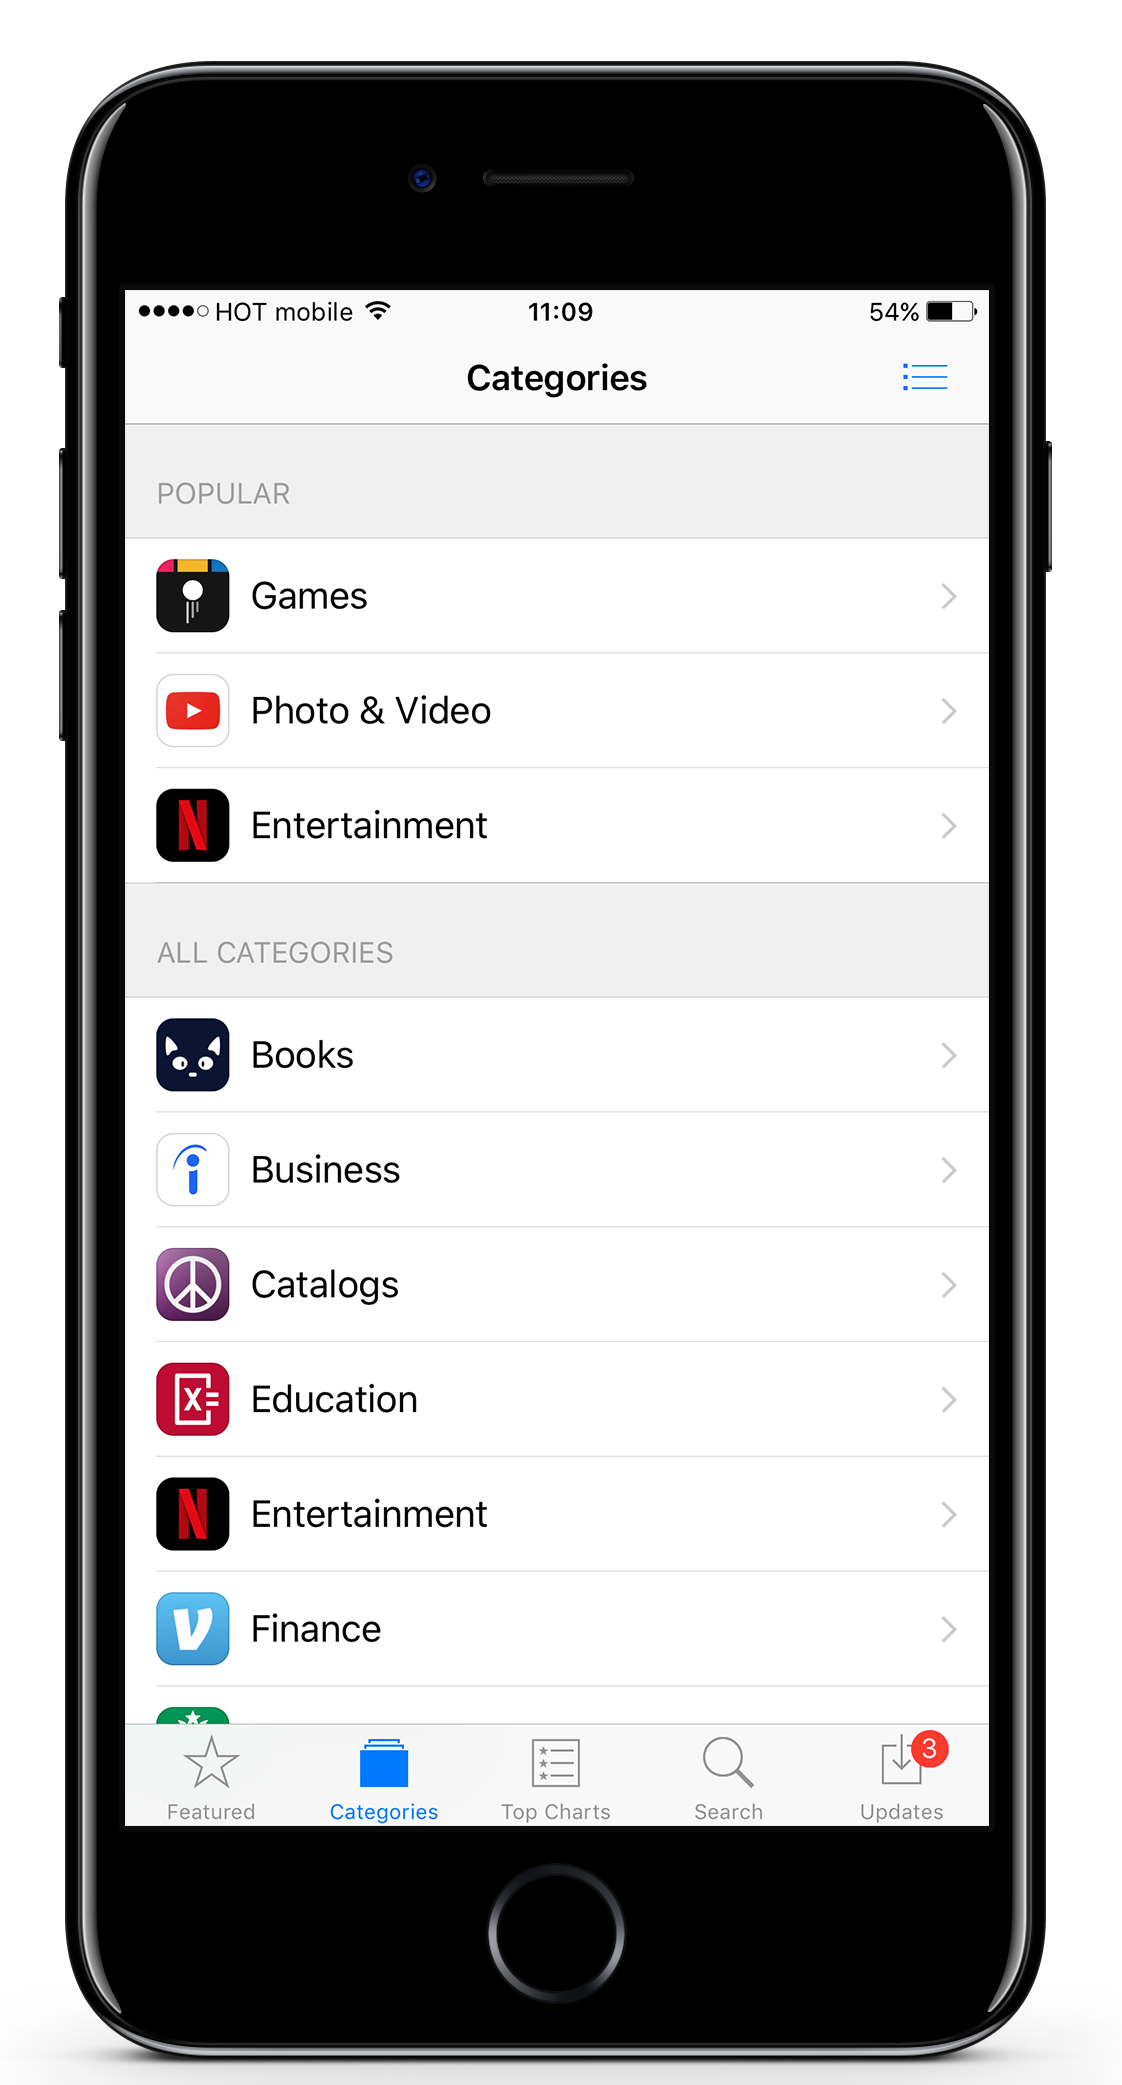 HOT mobile 11:09 54%
Categories
POPULAR
Games
Photo & Video
N Entertainment
ALL CATEGORIES
Books
i Business
Catalogs
X= Education
N Entertainment
V Finance
3
Featured Categories Top Charts Search Updates